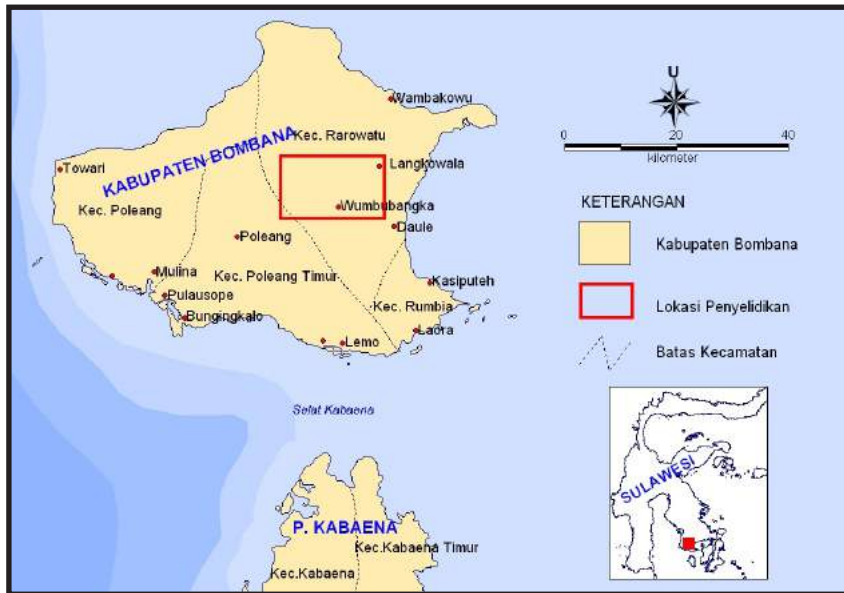 U
Wambakowu
Kec. Rarowatu
0 20 40
kilometer
KABUPATEN BOMBANA
Towari
Langkowala
Kec. Poleang
Wumbubangka
KETERANGAN
Daule
Poleang
Kabupaten Bombana
Mulina
Kec. Poleang Timur
Kasiputeh
Pulausope
Kec. Rumbia
Lokasi Penyelidikan
Bungingkalo
Laora
Lemo
Batas Kecamatan
Selat Kabaena
SULAWESI
P. KABAENA
Kec.Kabaena Timur
Kec.Kabaena